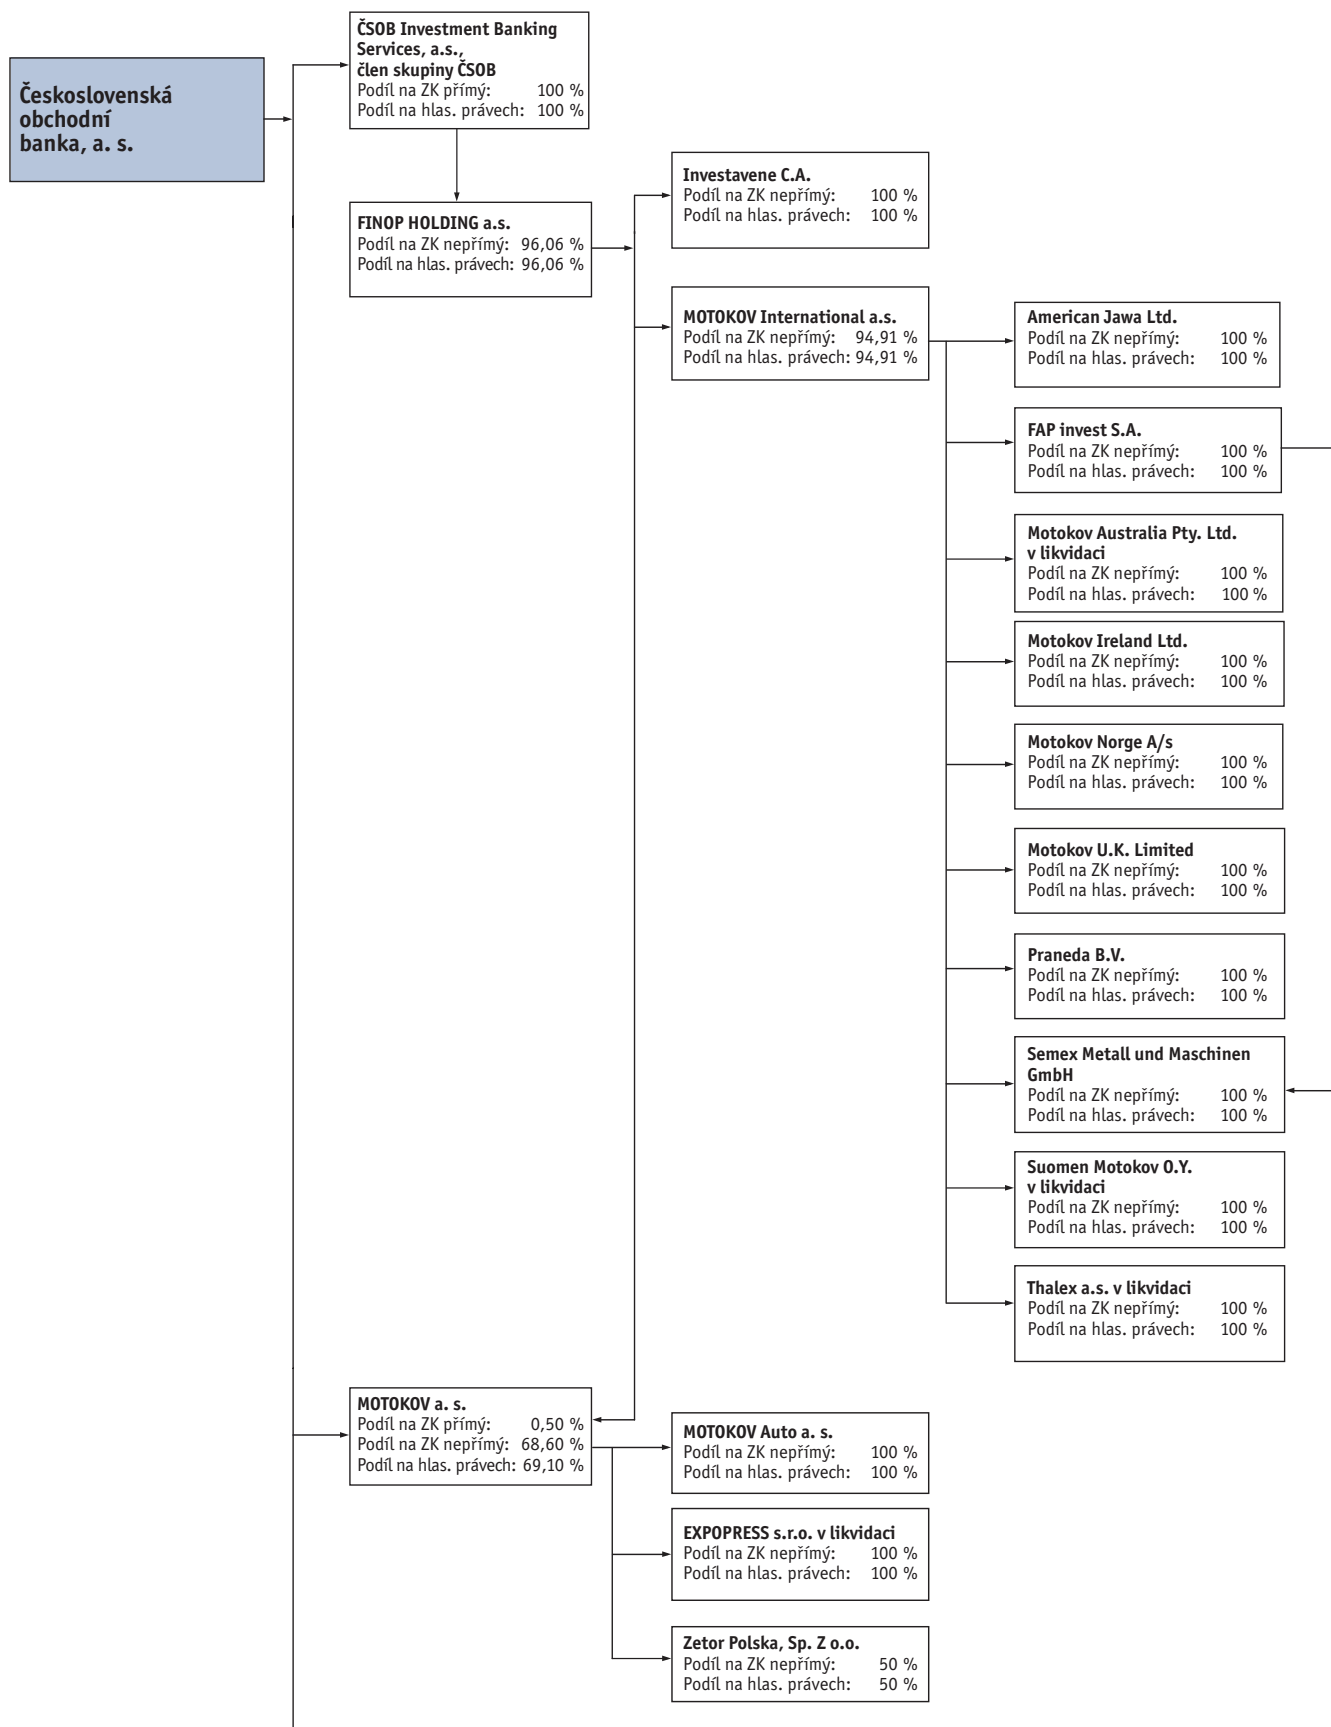 Československá
obchodní
banka, a. s.
ČSOB Investment Banking
Services, a.s.,
člen skupiny ČSOB
Podíl na ZK přímý: 100 %
Podíl na hlas. právech: 100 %
FINOP HOLDING a.s.
Podíl na ZK nepřímý: 96,06 %
Podíl na hlas. právech: 96,06 %
Investavene C.A.
Podíl na ZK nepřímý: 100 %
Podíl na hlas. právech: 100 %
MOTOKOV International a.s.
Podíl na ZK nepřímý: 94,91 %
Podíl na hlas. právech: 94,91 %
American Jawa Ltd.
Podíl na ZK nepřímý: 100 %
Podíl na hlas. právech: 100 %
FAP invest S.A.
Podíl na ZK nepřímý: 100 %
Podíl na hlas. právech: 100 %
Motokov Australia Pty. Ltd.
v likvidaci
Podíl na ZK nepřímý: 100 %
Podíl na hlas. právech: 100 %
Motokov Ireland Ltd.
Podíl na ZK nepřímý: 100 %
Podíl na hlas. právech: 100 %
Motokov Norge A/s
Podíl na ZK nepřímý: 100 %
Podíl na hlas. právech: 100 %
Motokov U.K. Limited
Podíl na ZK nepřímý: 100 %
Podíl na hlas. právech: 100 %
Praneda B.V.
Podíl na ZK nepřímý: 100 %
Podíl na hlas. právech: 100 %
Semex Metall und Maschinen
GmbH
Podíl na ZK nepřímý: 100 %
Podíl na hlas. právech: 100 %
Suomen Motokov O.Y.
v likvidaci
Podíl na ZK nepřímý: 100 %
Podíl na hlas. právech: 100 %
Thalex a.s. v likvidaci
Podíl na ZK nepřímý: 100 %
Podíl na hlas. právech: 100 %
MOTOKOV a. s.
Podíl na ZK přímý: 0,50 %
Podíl na ZK nepřímý: 68,60 %
Podíl na hlas. právech: 69,10 %
MOTOKOV Auto a. s.
Podíl na ZK nepřímý: 100 %
Podíl na hlas. právech: 100 %
EXPOPRESS s.r.o. v likvidaci
Podíl na ZK nepřímý: 100 %
Podíl na hlas. právech: 100 %
Zetor Polska, Sp. Z o.o.
Podíl na ZK nepřímý: 50 %
Podíl na hlas. právech: 50 %